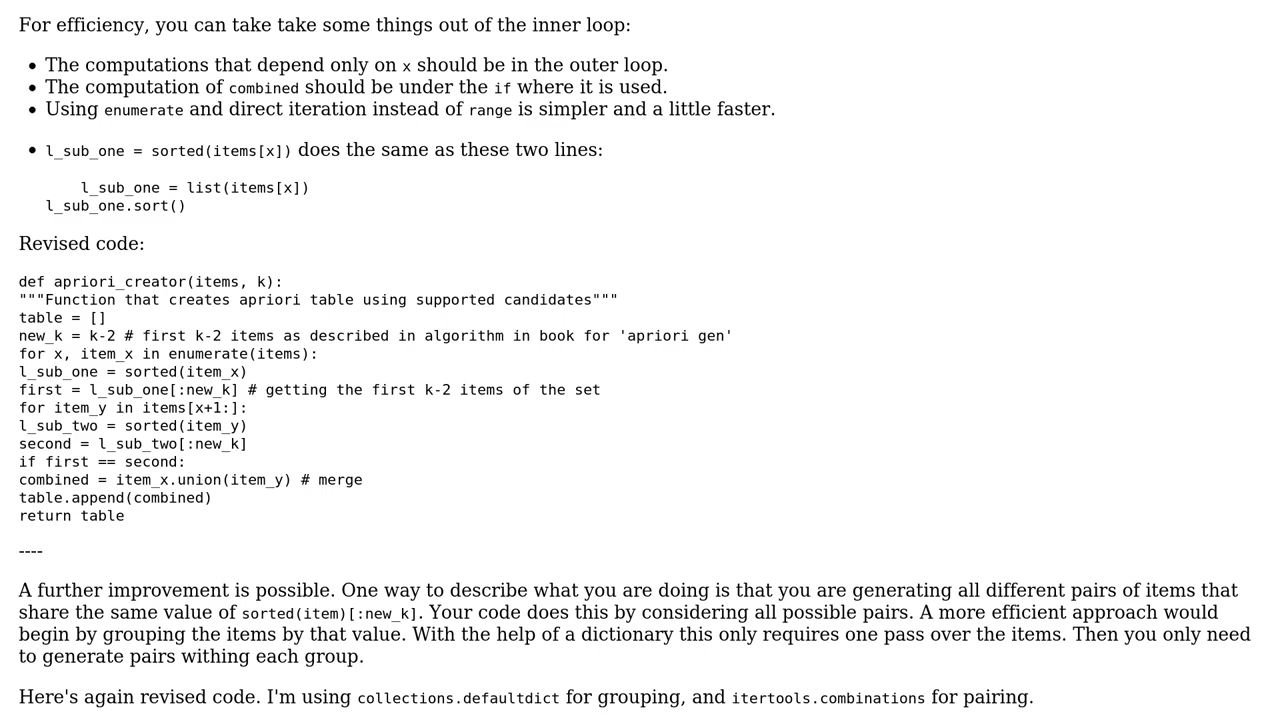 For efficiency, you can take take some things out of the inner loop:
• The computations that depend only on x should be in the outer loop.
• The computation of combined should be under the if where it is used.
• Using enumerate and direct iteration instead of range is simpler and a little faster.
• l_sub_one = sorted(items[x]) does the same as these two lines:
l_sub_one = list(items[x])
l_sub_one.sort()
Revised code:
def apriori_creator(items, k):
"""Function that creates apriori table using supported candidates"""
table = []
new_k = k-2 # first k-2 items as described in algorithm in book for 'apriori gen'
for x, item_x in enumerate(items):
l_sub_one = sorted(item_x)
first = l_sub_one[:new_k] # getting the first k-2 items of the set
for item_y in items[x+1:]:
l_sub_two = sorted(item_y)
second = l_sub_two[:new_k]
if first == second:
combined = item_x.union(item_y) # merge
table.append(combined)
return table
----
A further improvement is possible. One way to describe what you are doing is that you are generating all different pairs of items that
share the same value of sorted(item)[:new_k]. Your code does this by considering all possible pairs. A more efficient approach would
begin by grouping the items by that value. With the help of a dictionary this only requires one pass over the items. Then you only need
to generate pairs withing each group.
Here's again revised code. I'm using collections.defaultdict for grouping, and itertools.combinations for pairing.